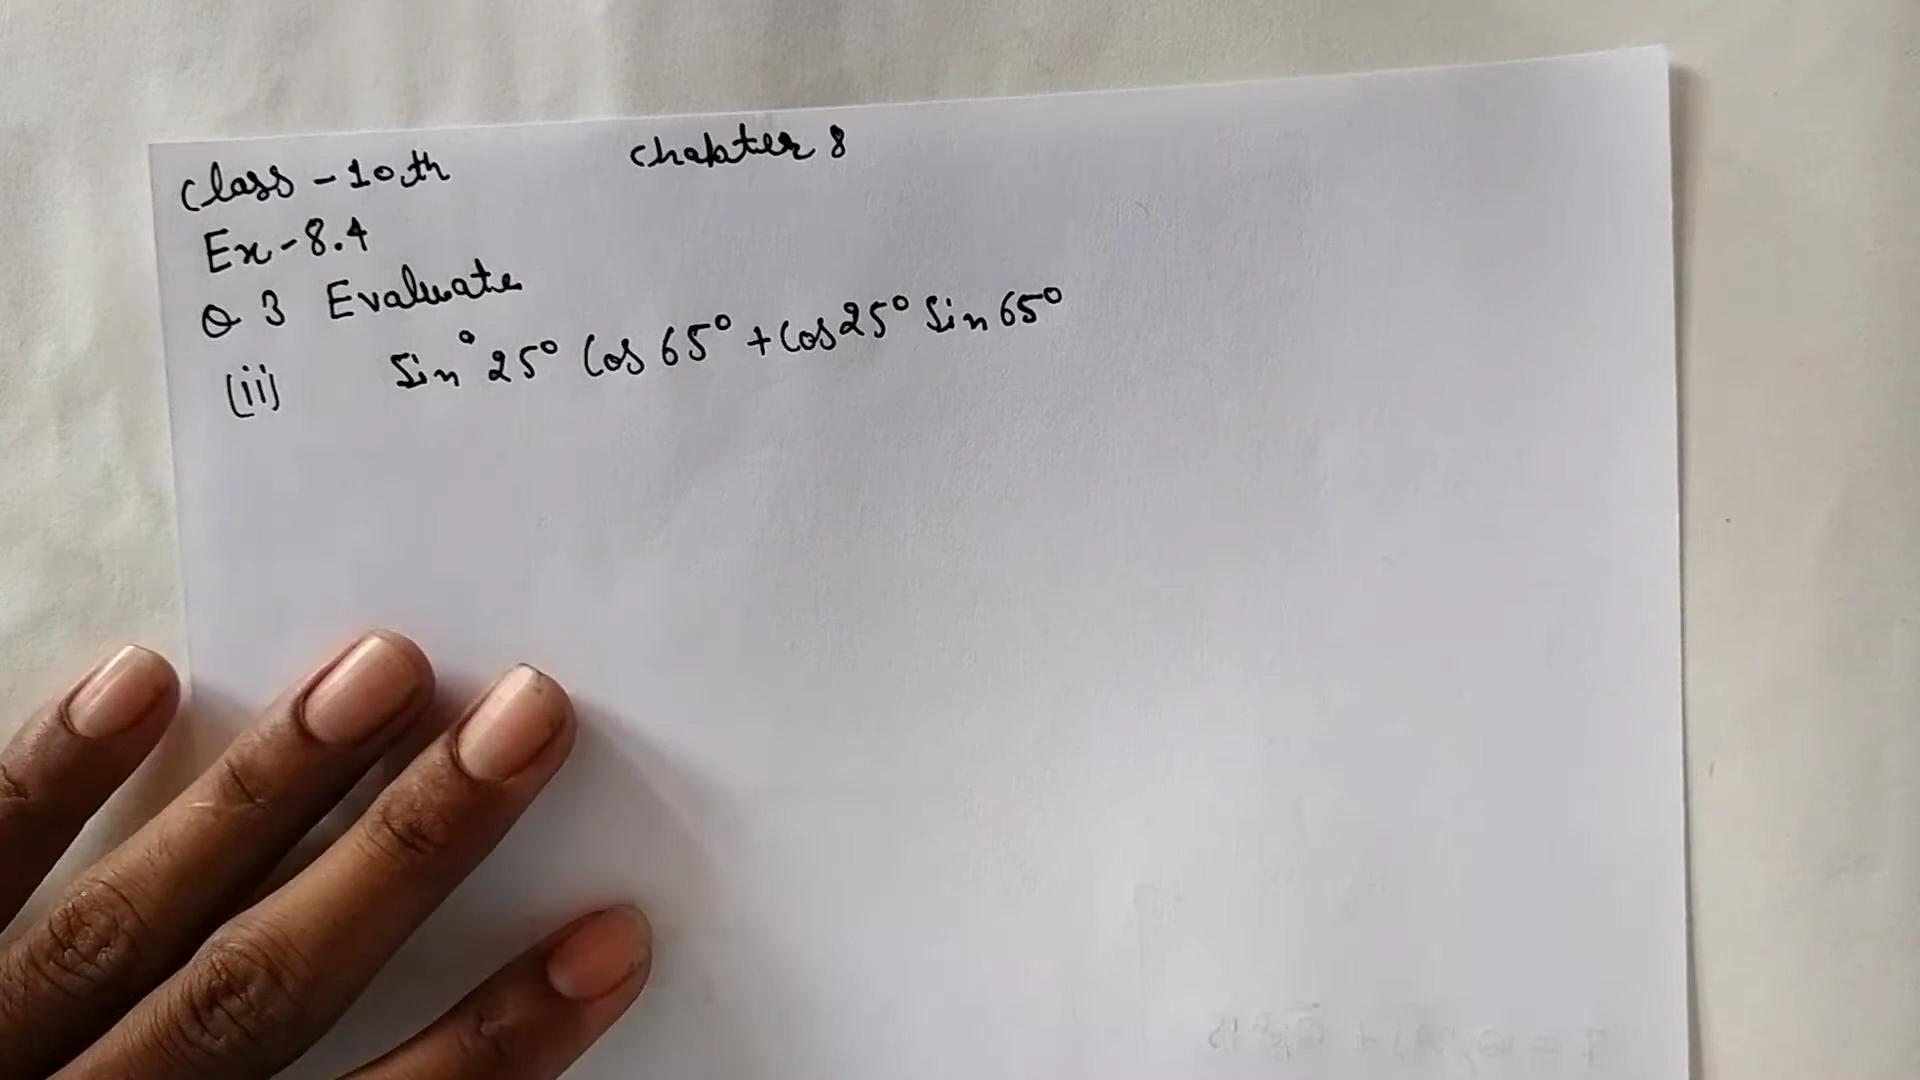 Class - 10th Chapter 8
Ex - 8.4
Q 3 Evaluate
(ii) Sin° 25° Cos 65° + Cos 25° Sin 65°